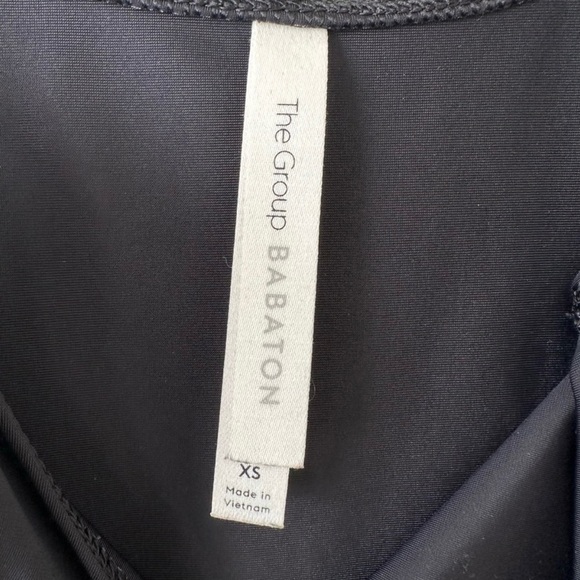 The Group BABATON
XS
Made in
Vietnam